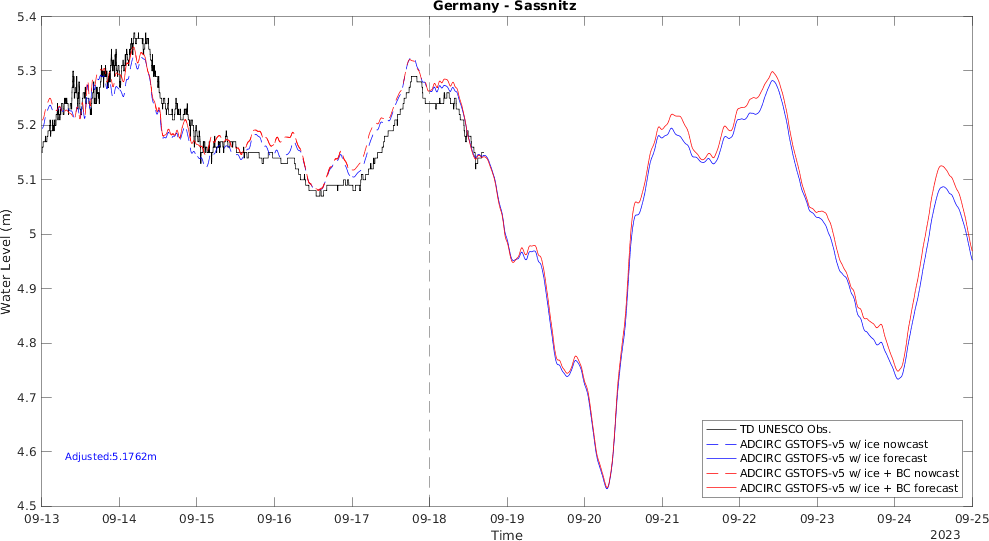 Germany - Sassnitz
5.4
5.3
5.2
5.1
5
4.9
4.8
4.7
4.6
4.5
Water Level (m)
Adjusted:5.1762m
TD UNESCO Obs.
ADCIRC GSTOFS-v5 w/ ice nowcast
ADCIRC GSTOFS-v5 w/ ice forecast
ADCIRC GSTOFS-v5 w/ ice + BC nowcast
ADCIRC GSTOFS-v5 w/ ice + BC forecast
09-13 09-14 09-15 09-16 09-17 09-18 09-19 09-20 09-21 09-22 09-23 09-24 09-25
Time
2023